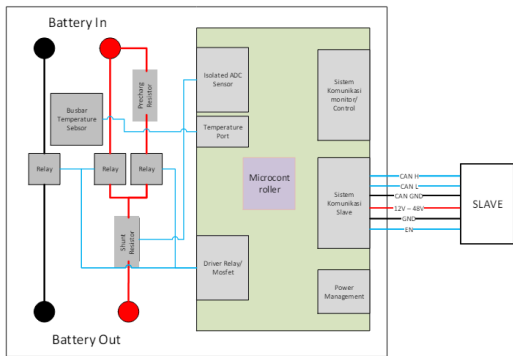 Battery In
Isolated ADC
Sensor
Sistem
Komunikasi
monitor/
Control
Precharg
Resistor
Busbar
Temperature
Sebsor
Temperature
Port
Relay
Relay
Relay
Microcont
roller
Sistem
Komunikasi
Slave
CAN H
CAN L
CAN GND
12V – 48V
GND
EN
SLAVE
Shunt
Resistor
Driver Relay/
Mosfet
Power
Management
Battery Out